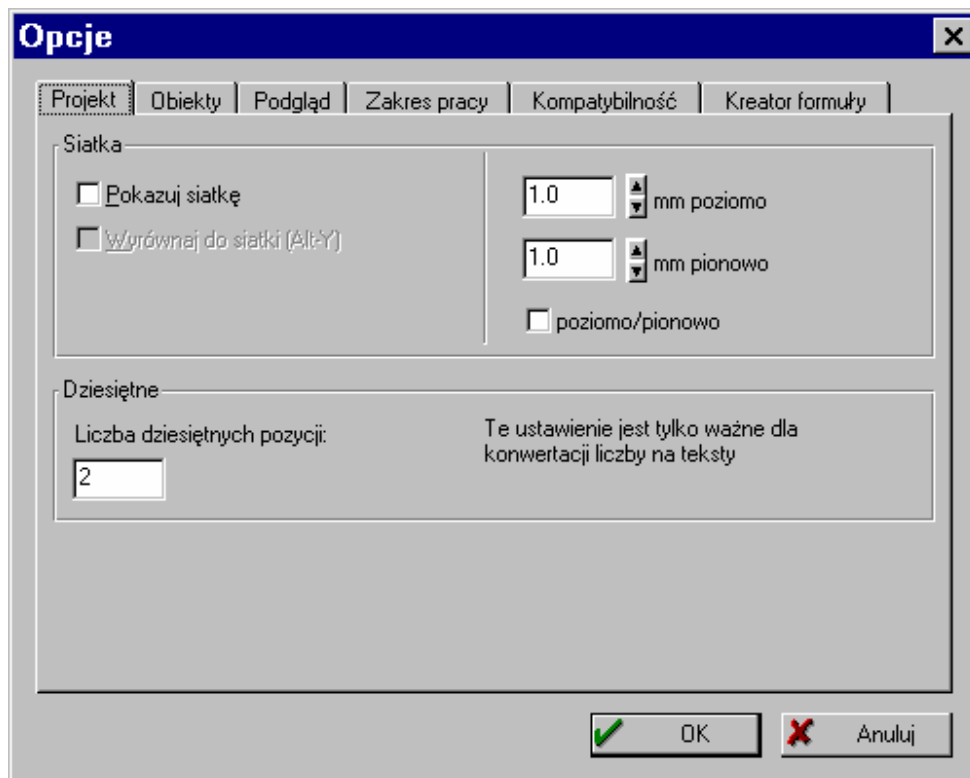 Opcje
Projekt Obiekty Podgląd Zakres pracy Kompatybilność Kreator formuły
Siatka
Pokazuj siatkę
Wyrównaj do siatki (Alt-Y)
1.0 mm poziomo
1.0 mm pionowo
poziomo/pionowo
Dziesiętne
Liczba dziesiętnych pozycji:
2
Te ustawienie jest tylko ważne dla
konwertacji liczby na teksty
OK Anuluj